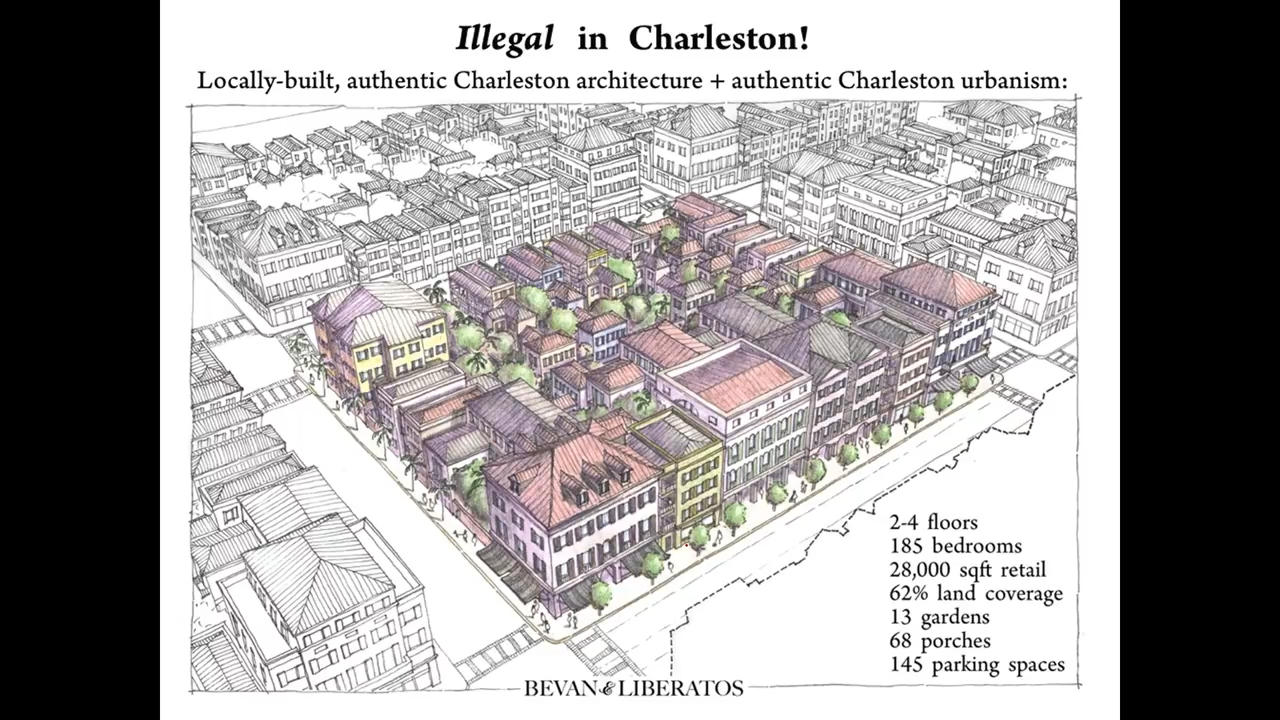 Illegal in Charleston!
Locally-built, authentic Charleston architecture + authentic Charleston urbanism:
2-4 floors
185 bedrooms
28,000 sqft retail
62% land coverage
13 gardens
68 porches
145 parking spaces
BEVAN & LIBERATOS